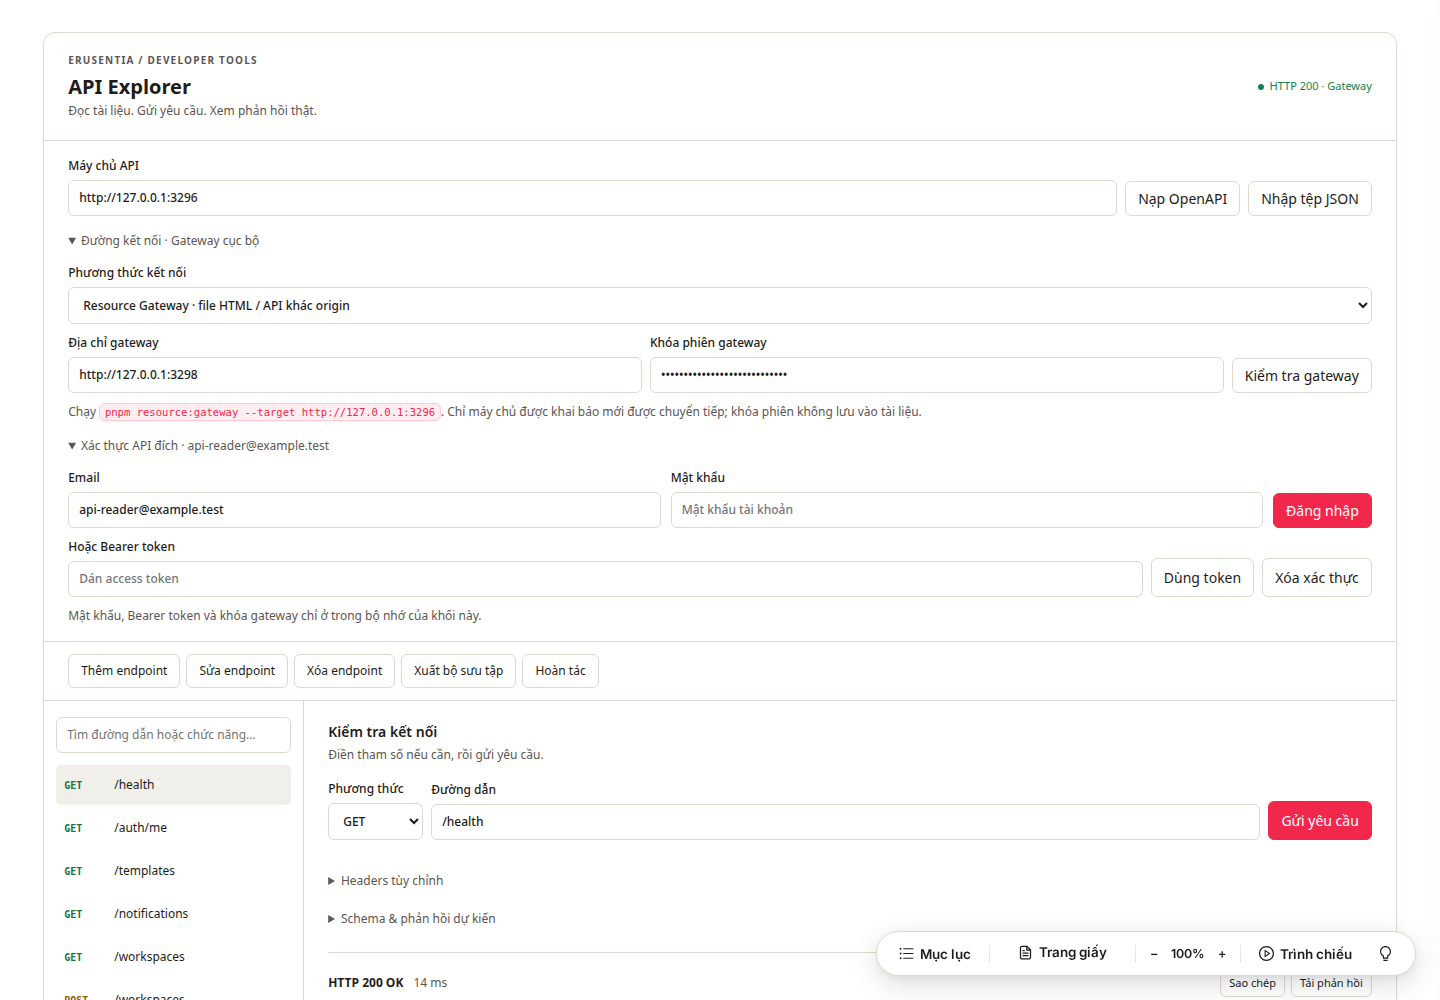 ERUSENTIA / DEVELOPER TOOLS
API Explorer
Đọc tài liệu. Gửi yêu cầu. Xem phản hồi thật.
HTTP 200 · Gateway
Máy chủ API
http://127.0.0.1:3296
Nạp OpenAPI
Nhập tệp JSON
▼ Đường kết nối · Gateway cục bộ
Phương thức kết nối
Resource Gateway · file HTML / API khác origin
Địa chỉ gateway
Khóa phiên gateway
http://127.0.0.1:3298
••••••••••••••••••••••••••••
Kiểm tra gateway
Chạy pnpm resource:gateway --target http://127.0.0.1:3296. Chỉ máy chủ được khai báo mới được chuyển tiếp; khóa phiên không lưu vào tài liệu.
▼ Xác thực API đích · api-reader@example.test
Email
Mật khẩu
api-reader@example.test
Mật khẩu tài khoản
Đăng nhập
Hoặc Bearer token
Dán access token
Dùng token
Xóa xác thực
Mật khẩu, Bearer token và khóa gateway chỉ ở trong bộ nhớ của khối này.
Thêm endpoint
Sửa endpoint
Xóa endpoint
Xuất bộ sưu tập
Hoàn tác
Tìm đường dẫn hoặc chức năng...
GET /health
GET /auth/me
GET /templates
GET /notifications
GET /workspaces
POST /workspaces
Kiểm tra kết nối
Điền tham số nếu cần, rồi gửi yêu cầu.
Phương thức
Đường dẫn
GET
/health
Gửi yêu cầu
▶ Headers tùy chỉnh
▶ Schema & phản hồi dự kiến
HTTP 200 OK 14 ms
Sao chép
Tải phản hồi
Mục lục
Trang giấy
− 100% +
Trình chiếu